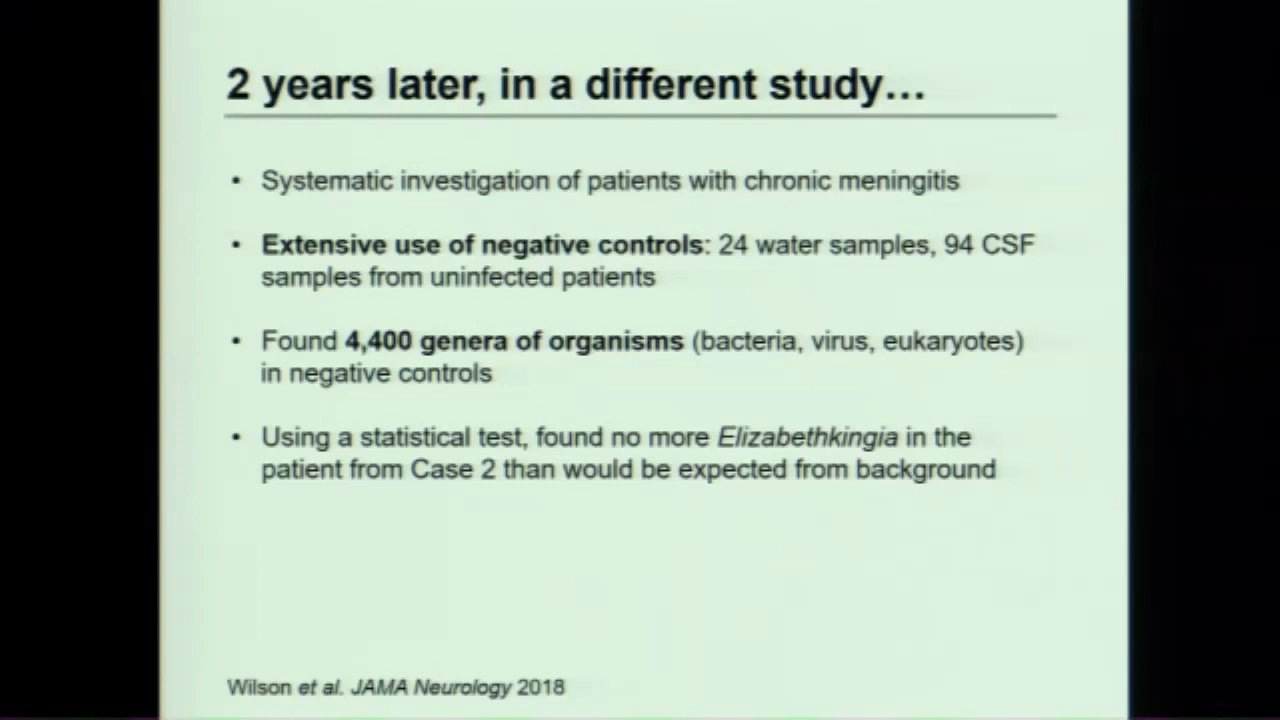 2 years later, in a different study…
• Systematic investigation of patients with chronic meningitis
• Extensive use of negative controls: 24 water samples, 94 CSF
samples from uninfected patients
• Found 4,400 genera of organisms (bacteria, virus, eukaryotes)
in negative controls
• Using a statistical test, found no more Elizabethkingia in the
patient from Case 2 than would be expected from background
Wilson et al. JAMA Neurology 2018